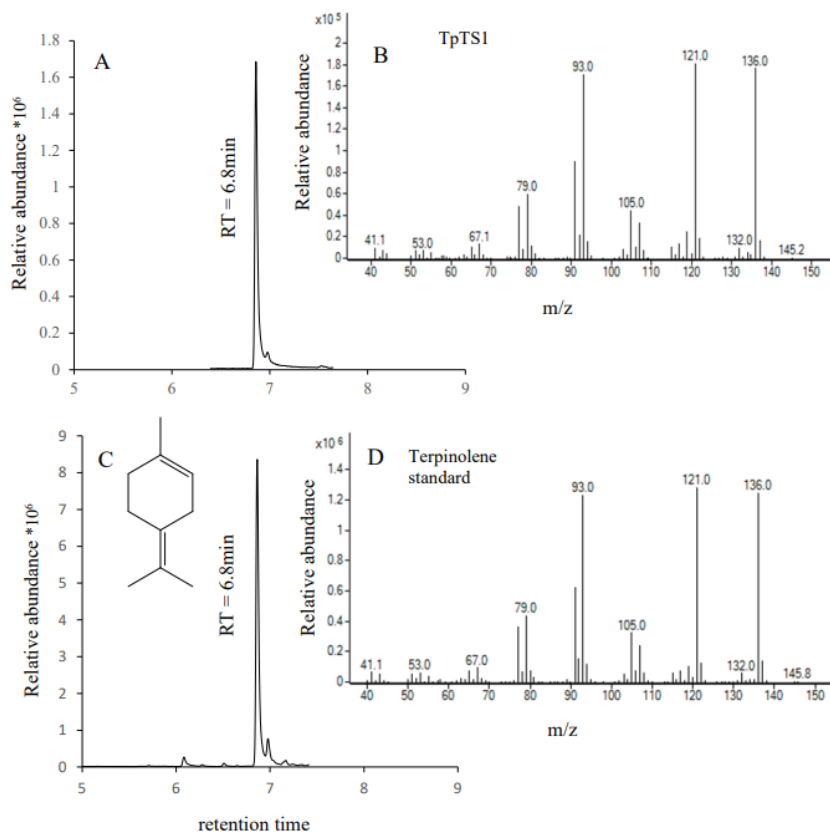 A
Relative abundance *10⁶
1.8
1.6
1.4
1.2
1
0.8
0.6
0.4
0.2
0
RT = 6.8min
5 6 7 8 9
B
TpTS1
x10⁵
Relative abundance
2
1.8
1.6
1.4
1.2
1
0.8
0.6
0.4
0.2
0
41.1 53.0 67.1 79.0 93.0 105.0 121.0 132.0 136.0 145.2
40 50 60 70 80 90 100 110 120 130 140 150
m/z
C
Relative abundance *10⁶
9
8
7
6
5
4
3
2
1
0
RT = 6.8min
5 6 7 8 9
retention time
D
Terpinolene
standard
x10⁶
Relative abundance
1.4
1.2
1
0.8
0.6
0.4
0.2
0
41.1 53.0 67.0 79.0 93.0 105.0 121.0 132.0 136.0 145.8
40 50 60 70 80 90 100 110 120 130 140 150
m/z